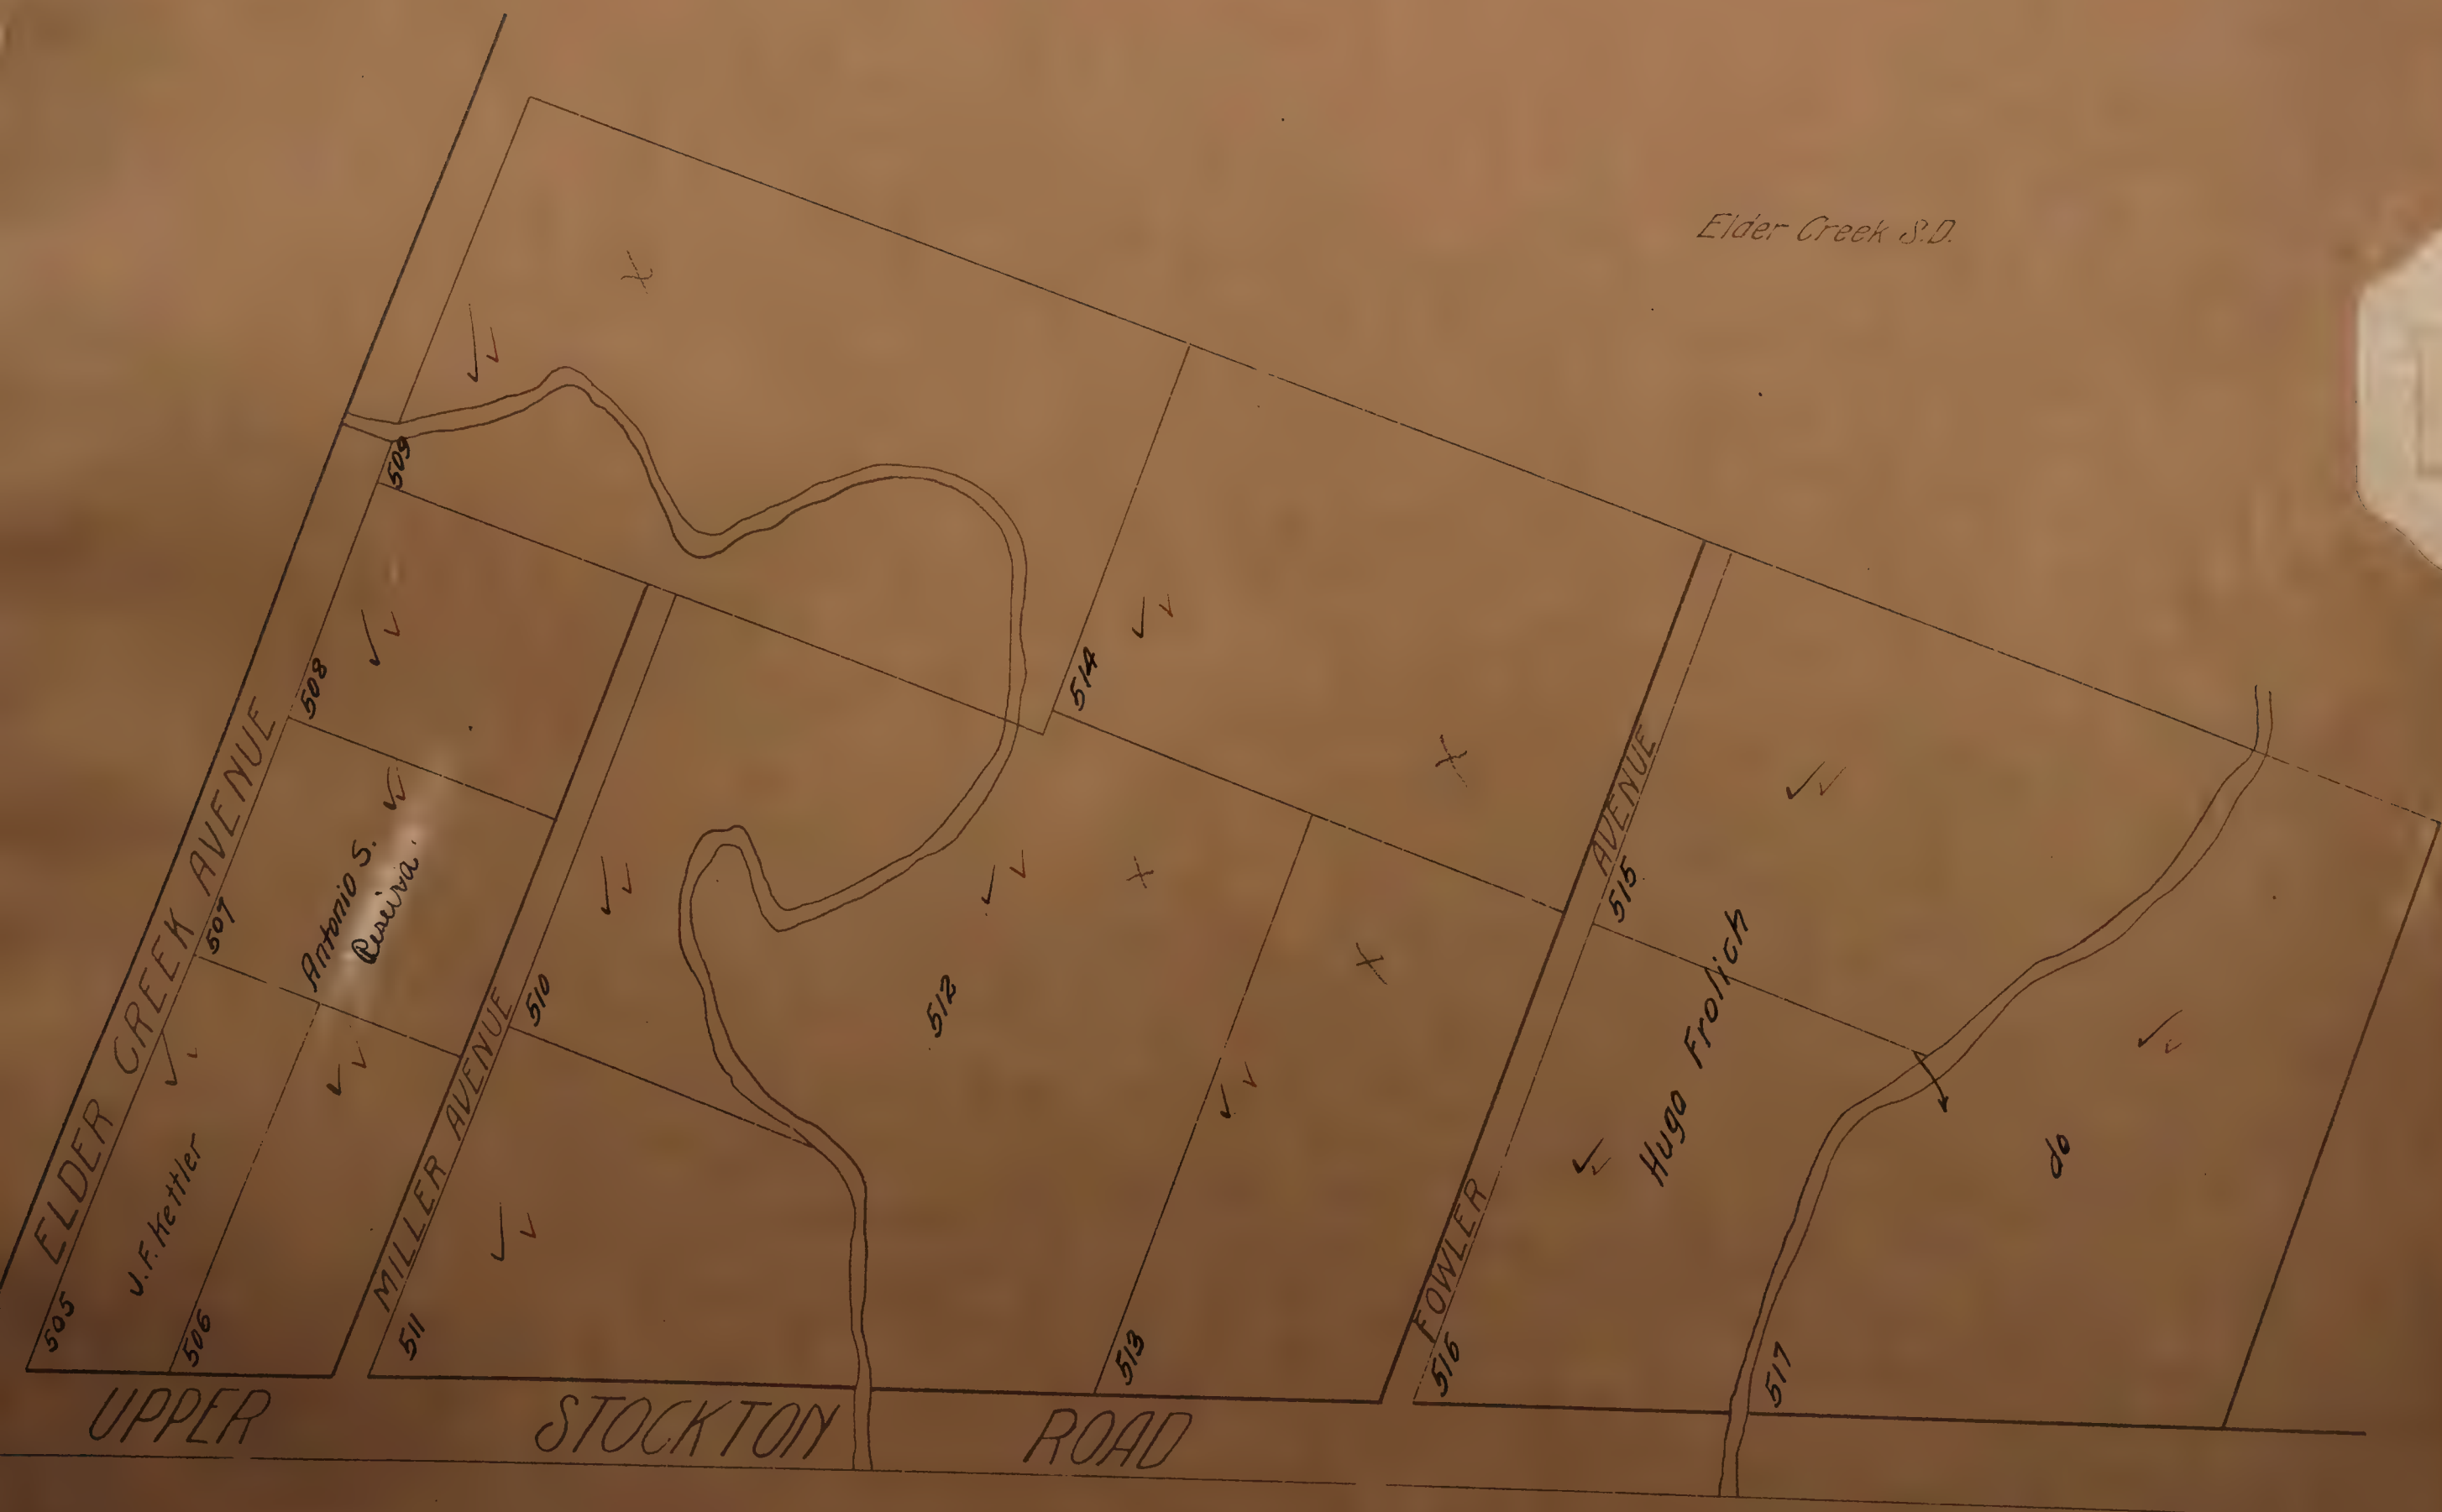 Elder Creek S.D.
509
508
514
ELDER CREEK AVENUE
507
Antonio S.
510
512
AVENUE
515
Hugo Frolich
do
J.F. Kettler
505
506
MILLER AVENUE
511
513
FOWLER
516
517
UPPER STOCKTON ROAD